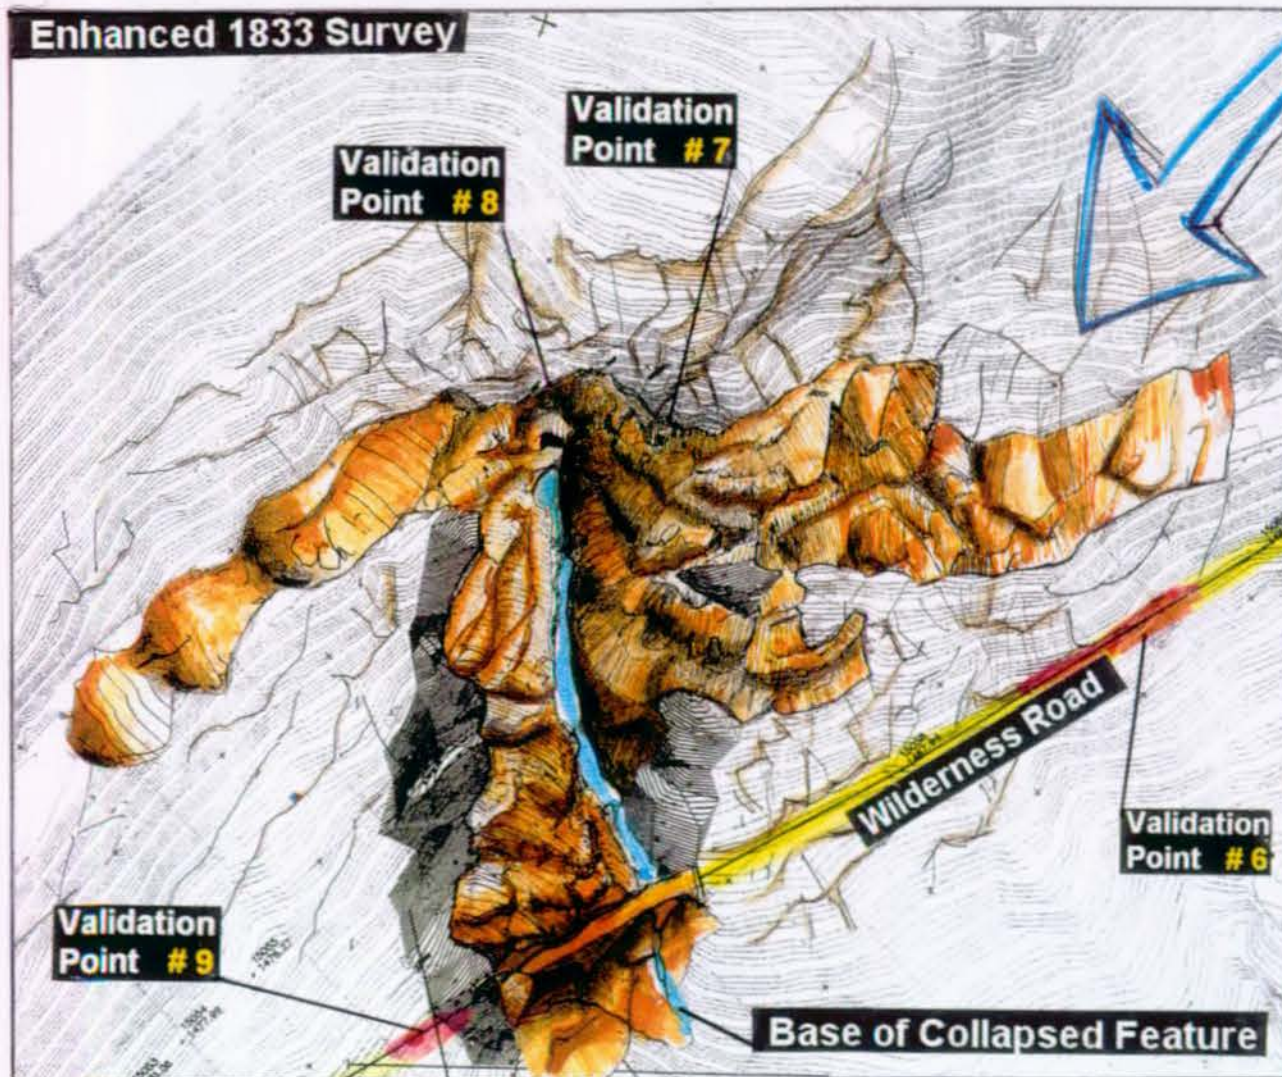 Enhanced 1833 Survey
Validation
Point # 7
Validation
Point # 8
Wilderness Road
Validation
Point # 6
Validation
Point # 9
Base of Collapsed Feature